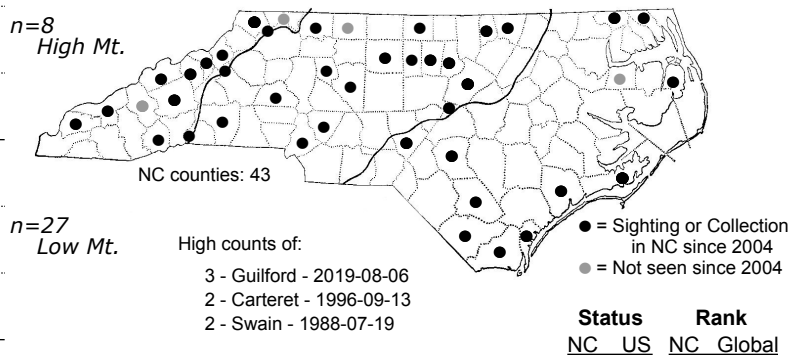 n=8
High Mt.
NC counties: 43
n=27
Low Mt.
High counts of:
3 - Guilford - 2019-08-06
2 - Carteret - 1996-09-13
2 - Swain - 1988-07-19
= Sighting or Collection
in NC since 2004
= Not seen since 2004
Status Rank
NC US NC Global